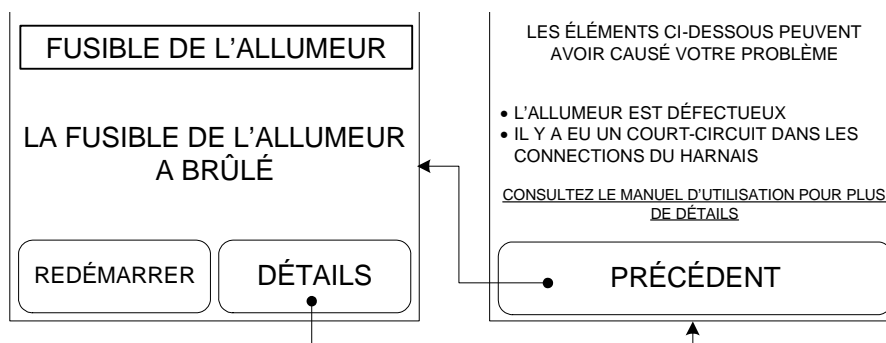 FUSIBLE DE L'ALLUMEUR
LA FUSIBLE DE L'ALLUMEUR
A BRÛLÉ
REDÉMARRER
DÉTAILS
LES ÉLÉMENTS CI-DESSOUS PEUVENT
AVOIR CAUSÉ VOTRE PROBLÈME
• L'ALLUMEUR EST DÉFECTUEUX
• IL Y A EU UN COURT-CIRCUIT DANS LES
CONNECTIONS DU HARNAIS
CONSULTEZ LE MANUEL D'UTILISATION POUR PLUS
DE DÉTAILS
PRÉCÉDENT